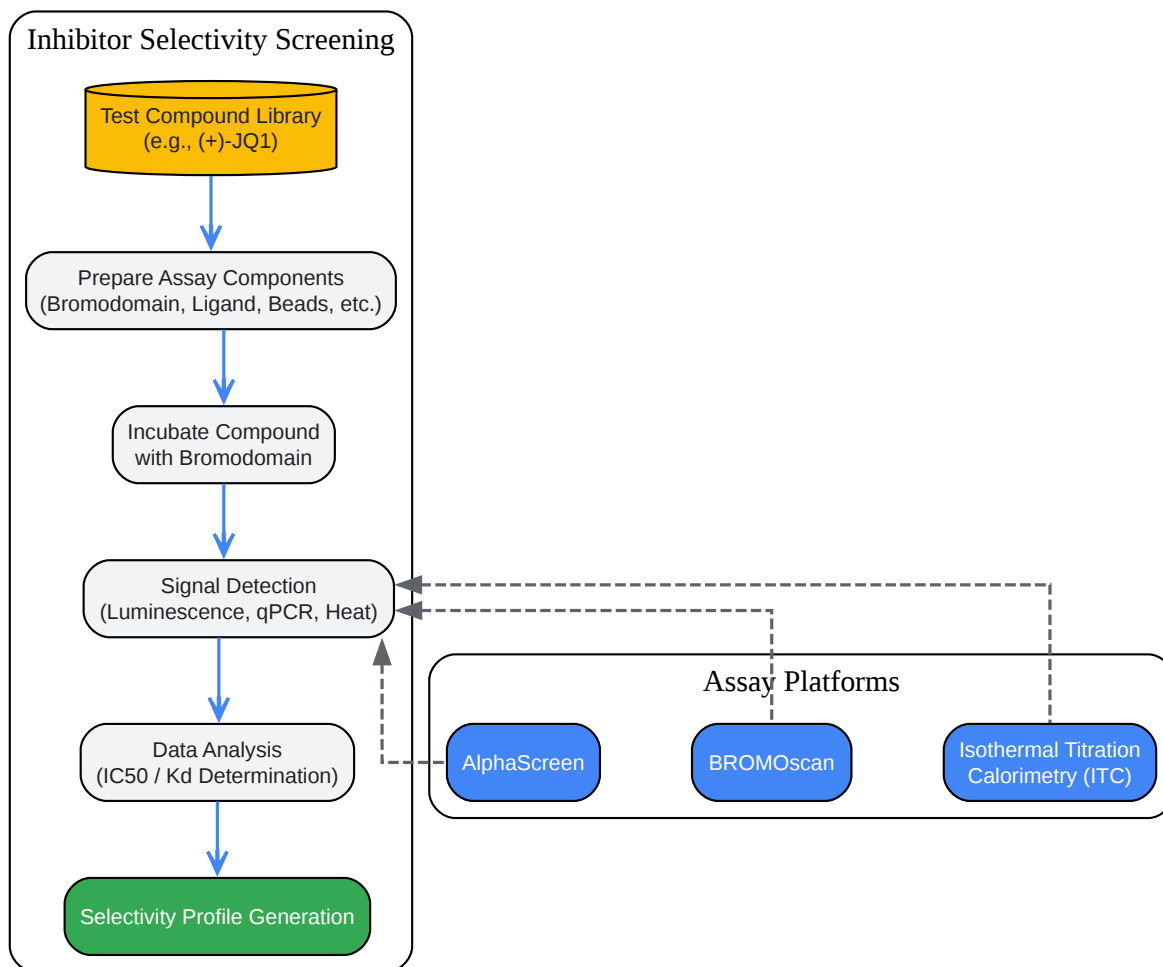 Inhibitor Selectivity Screening
Test Compound Library
(e.g., (+)-JQ1)
Prepare Assay Components
(Bromodomain, Ligand, Beads, etc.)
Incubate Compound
with Bromodomain
Signal Detection
(Luminescence, qPCR, Heat)
Data Analysis
(IC50 / Kd Determination)
Selectivity Profile Generation
Assay Platforms
AlphaScreen
BROMOscan
Isothermal Titration
Calorimetry (ITC)